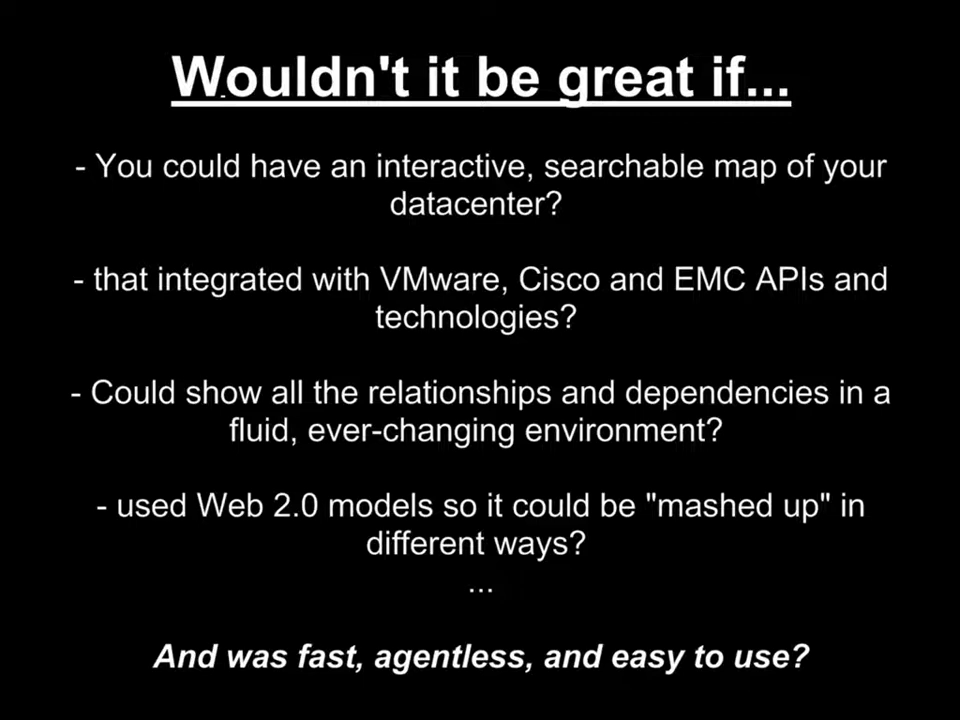 Wouldn't it be great if...
- You could have an interactive, searchable map of your
datacenter?
- that integrated with VMware, Cisco and EMC APIs and
technologies?
- Could show all the relationships and dependencies in a
fluid, ever-changing environment?
- used Web 2.0 models so it could be "mashed up" in
different ways?
...
And was fast, agentless, and easy to use?